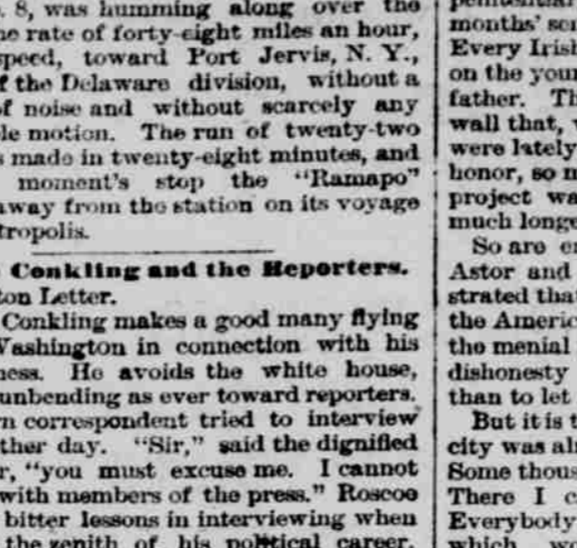 8, was humming along over the
rate of forty-eight miles an hour,
speed, toward Port Jervis, N. Y.,
the Delaware division, without a
of noise and without scarcely any
le motion. The run of twenty-two
s made in twenty-eight minutes, and
moment's stop the "Ramapo"
away from the station on its voyage
tropolis.
Conkling and the Reporters.
ton Letter.
Conkling makes a good many flying
Washington in connection with his
ness. He avoids the white house,
unbending as ever toward reporters.
n correspondent tried to interview
ther day. "Sir," said the dignified
r, "you must excuse me. I cannot
with members of the press." Roscoe
bitter lessons in interviewing when
the zenith of his political career.
months' se
Every Iris
on the you
father. Th
wall that,
were lately
honor, so m
project wa
much longe
So are e
Astor and
strated tha
the Americ
the menial
dishonesty
than to let
But it is t
city was al
Some thous
There I c
Everybody
which wo